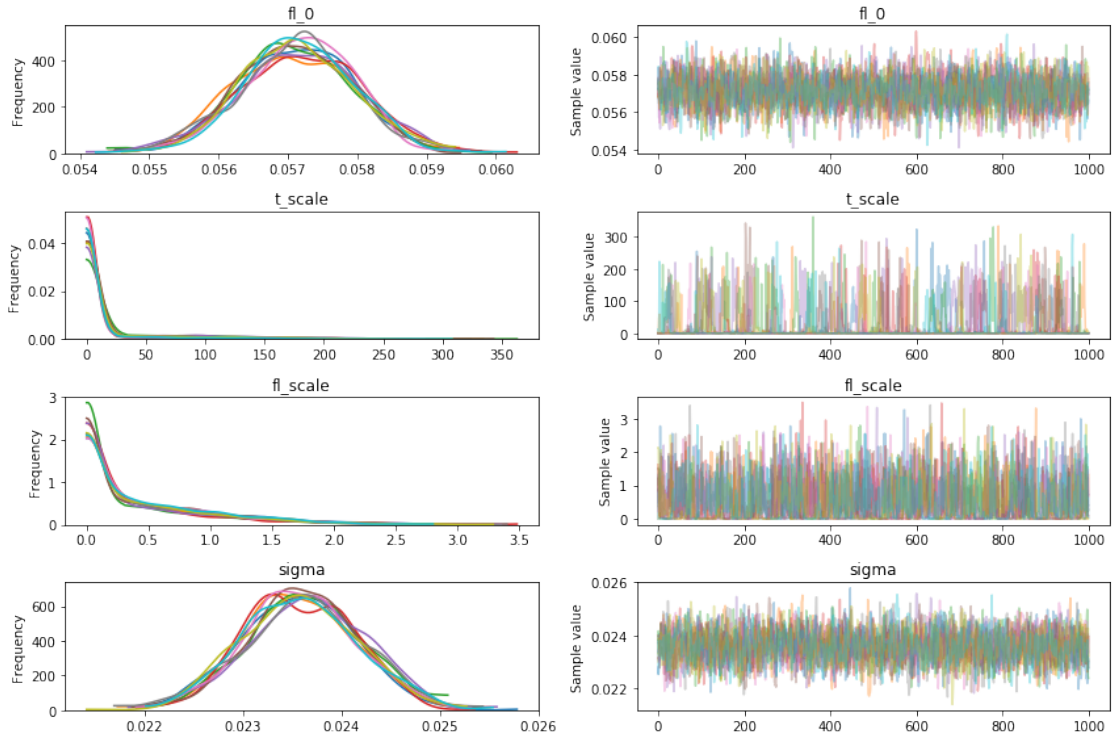 fl_0
fl_0
Frequency
400
200
0
0.054 0.055 0.056 0.057 0.058 0.059 0.060
Sample value
0.060
0.058
0.056
0.054
0 200 400 600 800 1000
t_scale
t_scale
Frequency
0.04
0.02
0.00
0 50 100 150 200 250 300 350
Sample value
300
200
100
0
0 200 400 600 800 1000
fl_scale
fl_scale
Frequency
3
2
1
0
0.0 0.5 1.0 1.5 2.0 2.5 3.0 3.5
Sample value
3
2
1
0
0 200 400 600 800 1000
sigma
sigma
Frequency
600
400
200
0
0.022 0.023 0.024 0.025 0.026
Sample value
0.026
0.024
0.022
0 200 400 600 800 1000